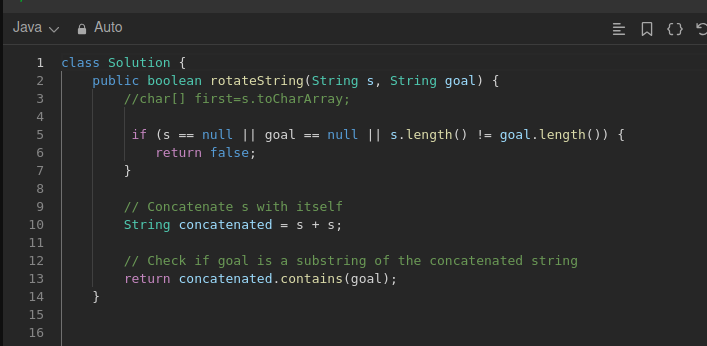 Java Auto
1 class Solution {
2 public boolean rotateString(String s, String goal) {
3 //char[] first=s.toCharArray;
4
5 if (s == null || goal == null || s.length() != goal.length()) {
6 return false;
7 }
8
9 // Concatenate s with itself
10 String concatenated = s + s;
11
12 // Check if goal is a substring of the concatenated string
13 return concatenated.contains(goal);
14 }
15
16